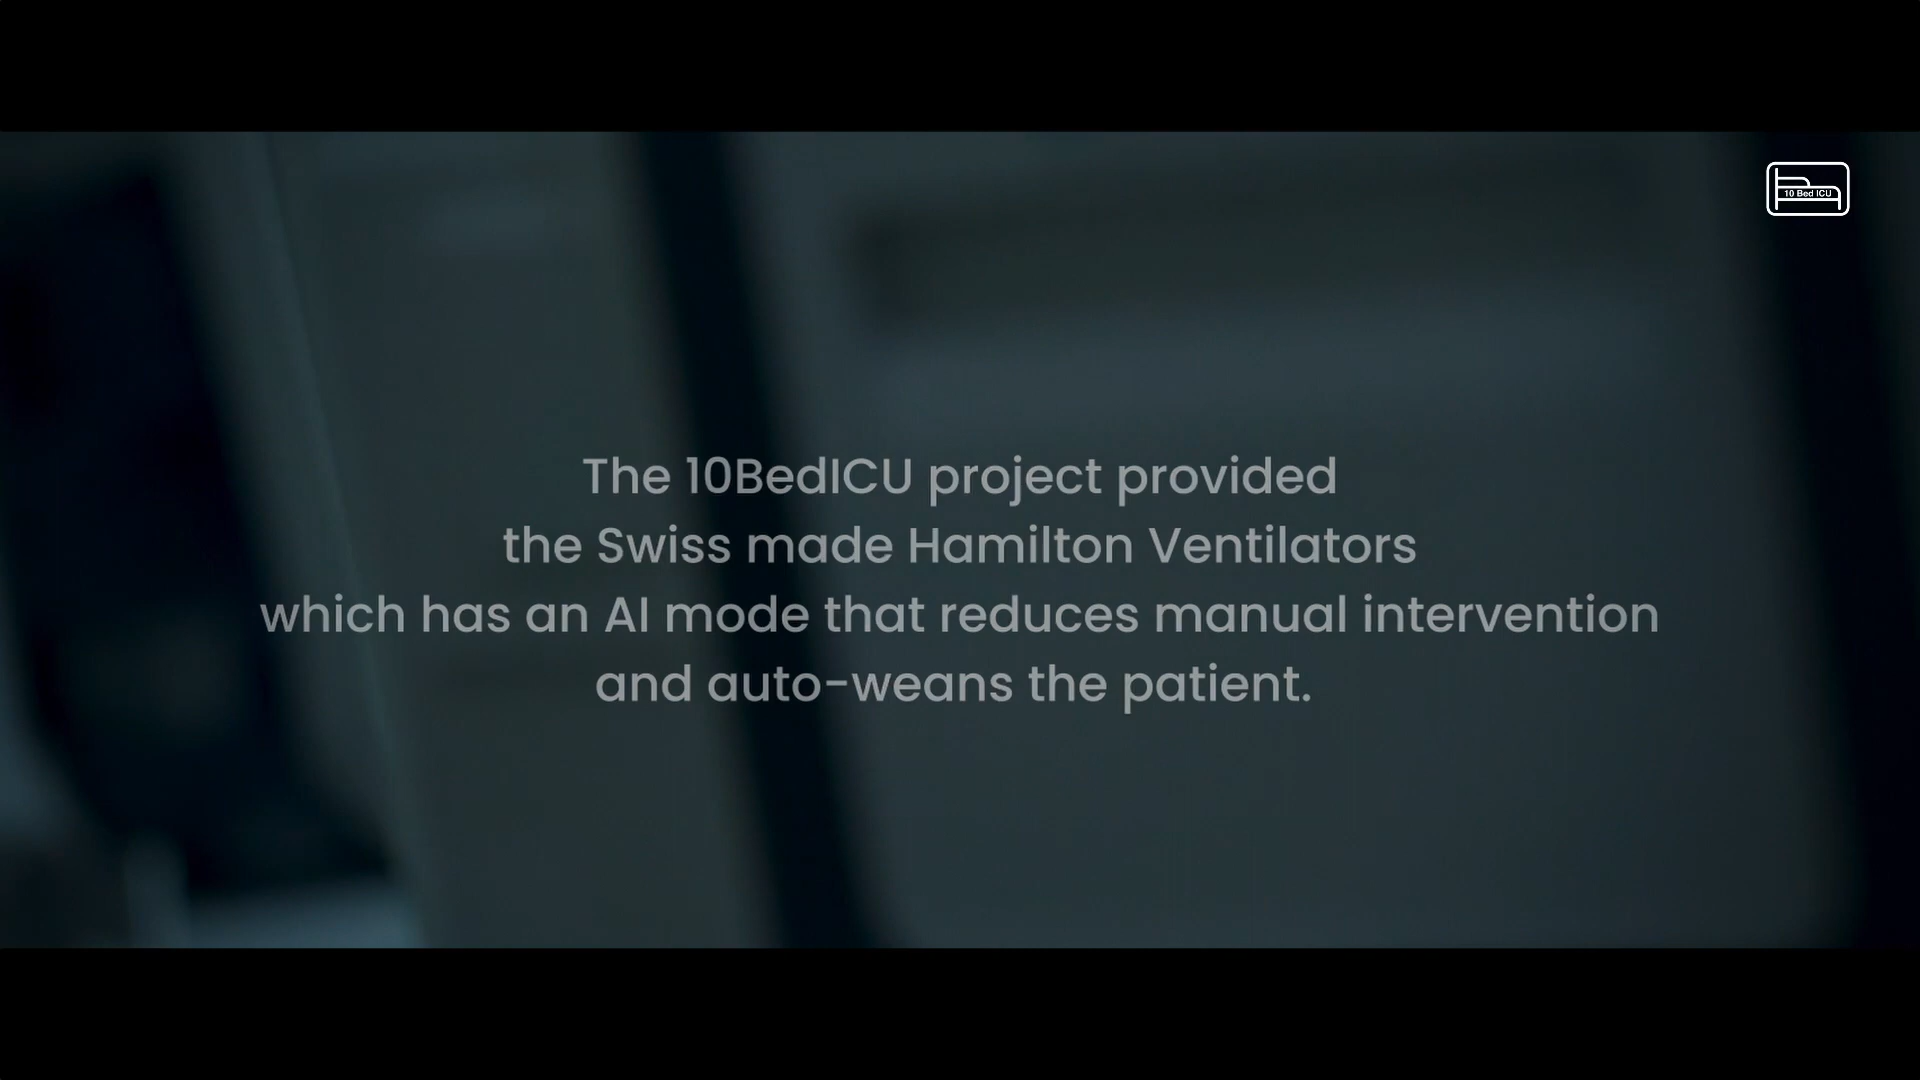 10 Bed ICU
The 10BedICU project provided
the Swiss made Hamilton Ventilators
which has an AI mode that reduces manual intervention
and auto-weans the patient.